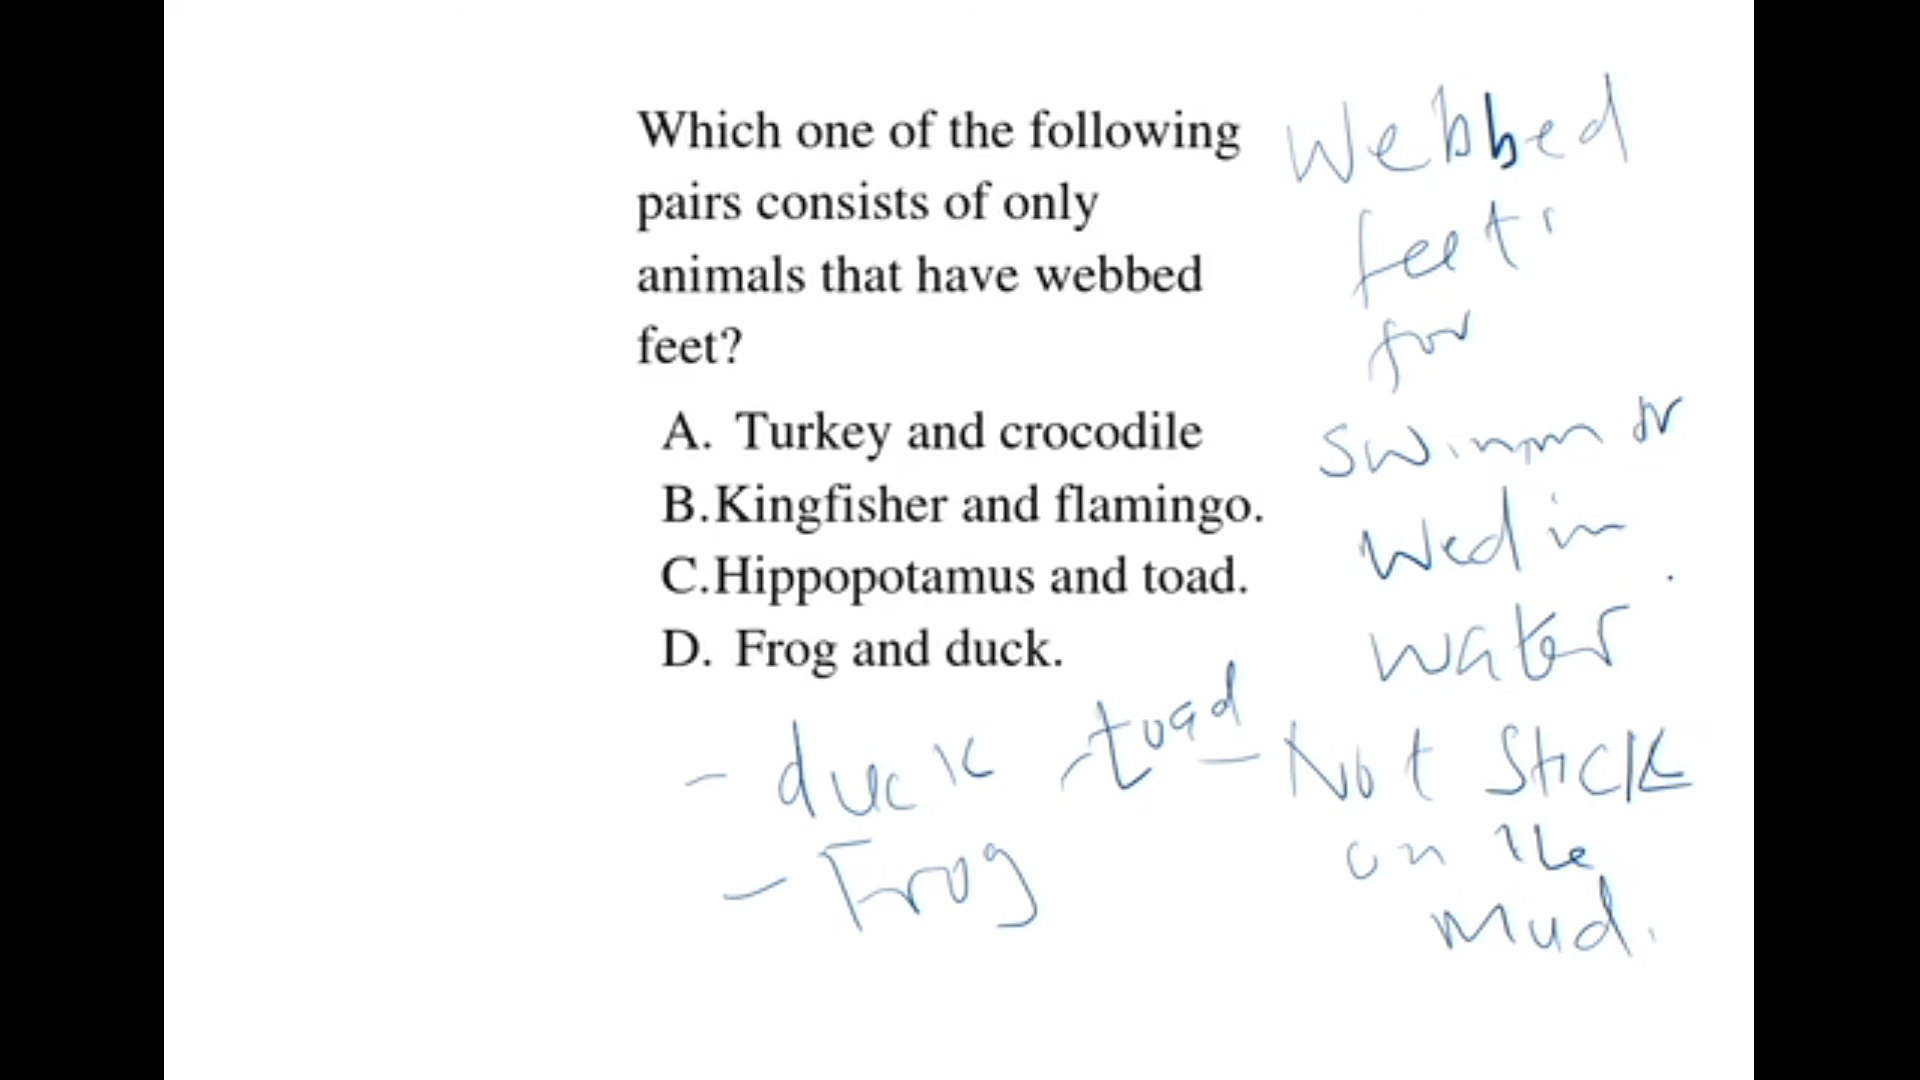 Which one of the following
pairs consists of only
animals that have webbed
feet?
A. Turkey and crocodile
B.Kingfisher and flamingo.
C.Hippopotamus and toad.
D. Frog and duck.
Webbed
feet
for
swimm or
Wed in
water
- duck - toad
- Frog
- Not Stick
on the
Mud.